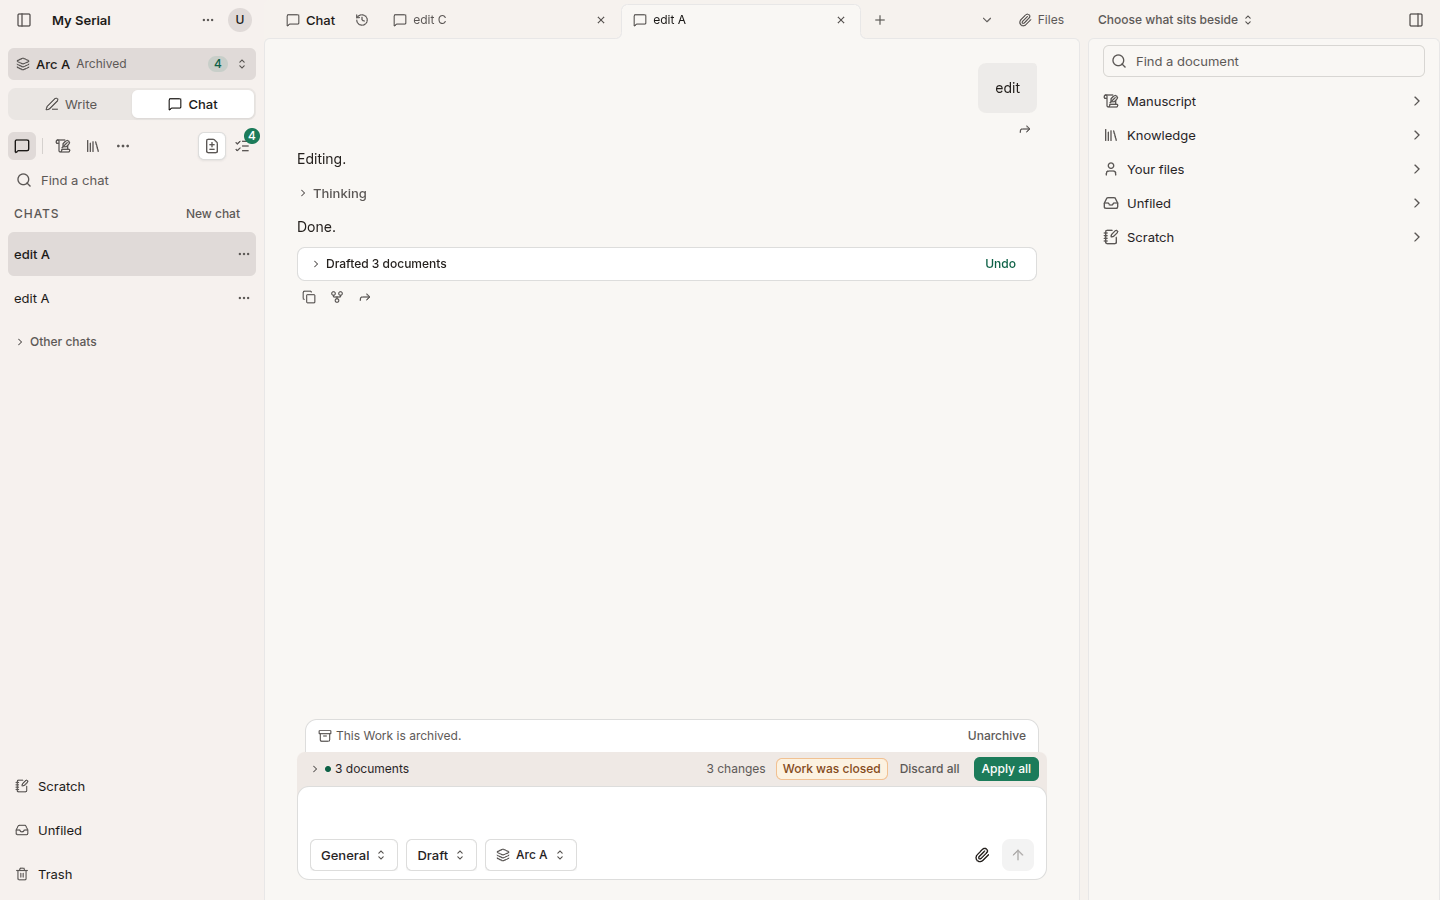 My Serial
U
Chat
edit C
edit A
Files
Choose what sits beside
Arc A Archived 4
Write
Chat
4
Find a chat
CHATS
New chat
edit A
edit A
Other chats
Scratch
Unfiled
Trash
edit
Editing.
Thinking
Done.
Drafted 3 documents
Undo
This Work is archived.
Unarchive
3 documents
3 changes
Work was closed
Discard all
Apply all
General
Draft
Arc A
Find a document
Manuscript
Knowledge
Your files
Unfiled
Scratch